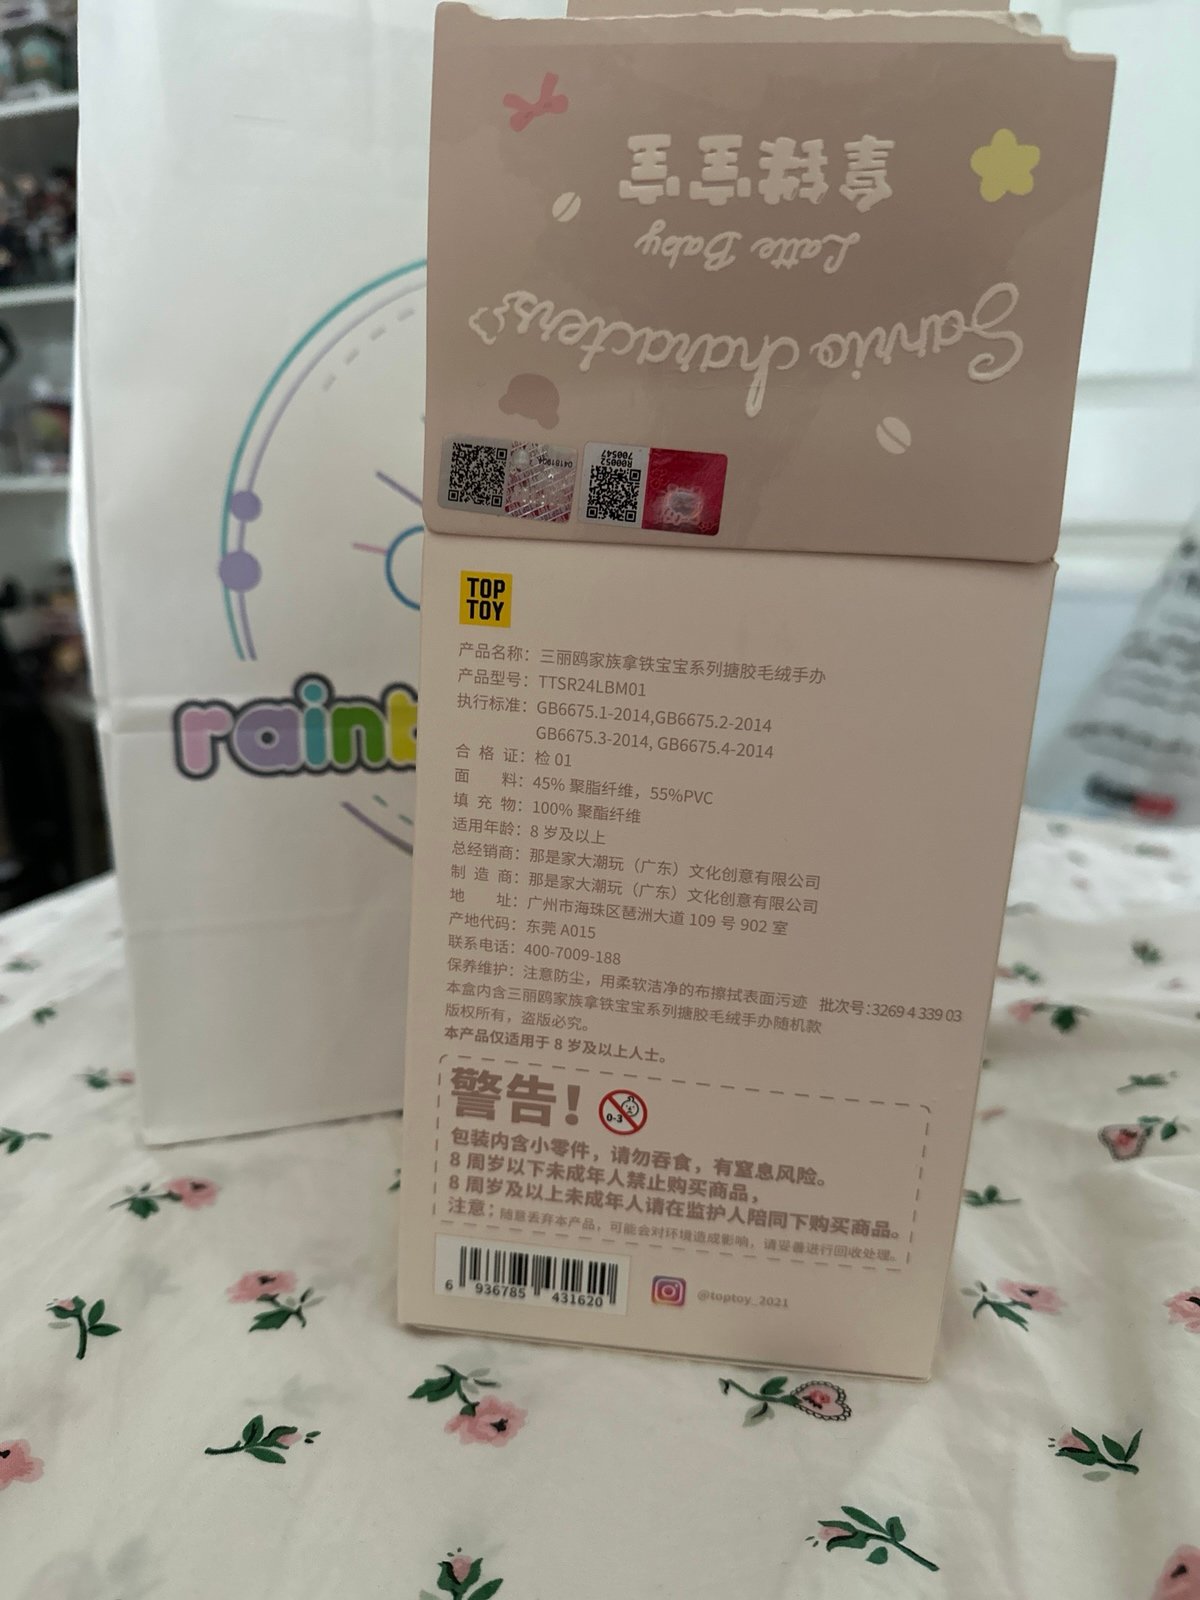 Sanrio characters
Latte Baby
拿铁宝宝
04181904 3
R00052
700547
rainb
TOP
TOY
产品名称：三丽鸥家族拿铁宝宝系列搪胶毛绒手办
产品型号：TTSR24LBM01
执行标准：GB6675.1-2014,GB6675.2-2014
GB6675.3-2014, GB6675.4-2014
合格证：检 01
面料：45% 聚脂纤维，55%PVC
填充物：100% 聚酯纤维
适用年龄：8 岁及以上
总经销商：那是家大潮玩（广东）文化创意有限公司
制造商：那是家大潮玩（广东）文化创意有限公司
地址：广州市海珠区琶洲大道 109 号 902 室
产地代码：东莞 A015
联系电话：400-7009-188
保养维护：注意防尘，用柔软洁净的布擦拭表面污迹 批次号:3269 4 339 03
本盒内含三丽鸥家族拿铁宝宝系列搪胶毛绒手办随机款
版权所有，盗版必究。
本产品仅适用于 8 岁及以上人士。
警告！
0-3
包装内含小零件，请勿吞食，有窒息风险。
8 周岁以下未成年人禁止购买商品，
8 周岁及以上未成年人请在监护人陪同下购买商品。
注意；随意丢弃本产品，可能会对环境造成影响，请妥善进行回收处理。
6 936785 431620
@toptoy_2021